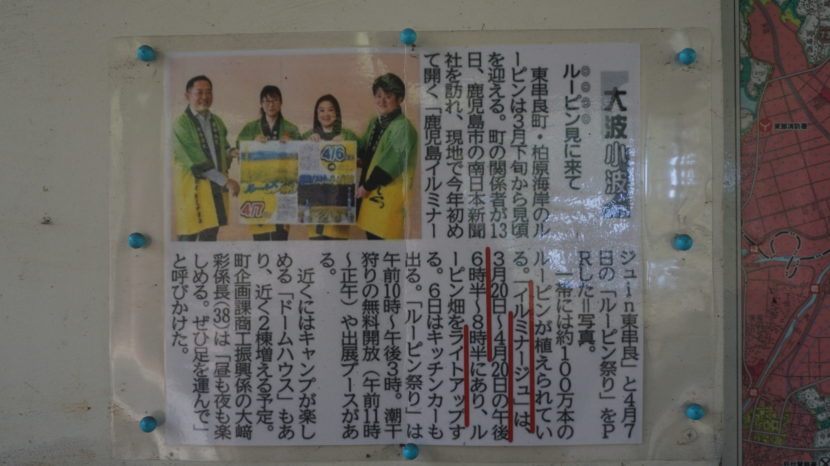 大波小波
ルーピン見に来て
東串良町・柏原海岸のル
ーピンは3月下旬から見頃
を迎える。町の関係者が13
日、鹿児島市の南日本新聞
社を訪れ、現地で今年初め
て開く「鹿児島イルミナー
ジュin東串良」と4月7
日の「ルーピン祭り」をP
Rした＝写真。
一帯には約100万本の
ルーピンが植えられてい
る。「イルミナージュ」は、
3月20日〜4月20日の午後
6時半〜8時半にあり、ル
ーピン畑をライトアップす
る。6日はキッチンカーも
出る。「ルーピン祭り」は
午前10時〜午後3時。潮干
狩りの無料開放（午前11時
〜正午）や出展ブースがあ
る。
近くにはキャンプが楽し
める「ドームハウス」もあ
り、近く2棟増える予定。
町企画課商工振興係の大﨑
彩係長（38）は「昼も夜も楽
しめる。ぜひ足を運んで」
と呼びかけた。
4/6
4/7